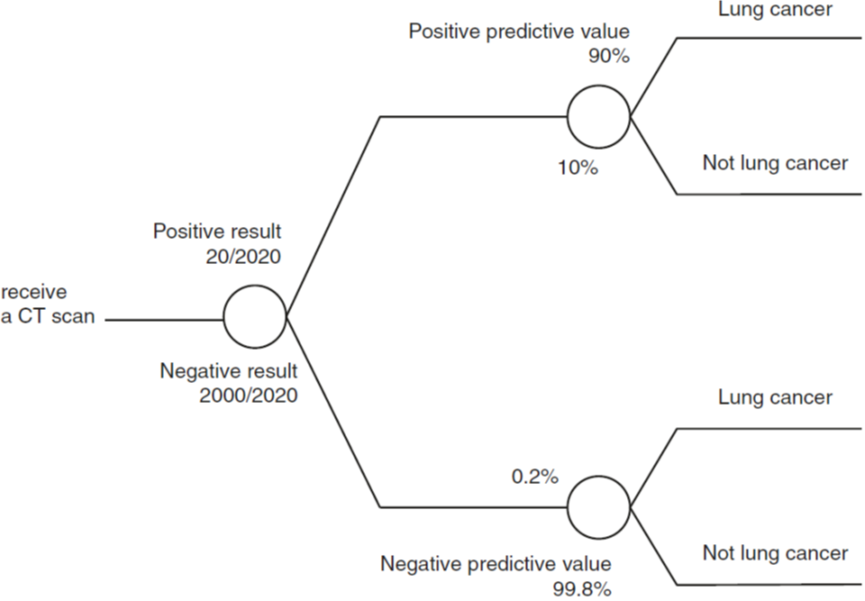 Lung cancer
Positive predictive value
90%
10%
Not lung cancer
Positive result
20/2020
receive
a CT scan
Negative result
2000/2020
Lung cancer
0.2%
Negative predictive value
99.8%
Not lung cancer